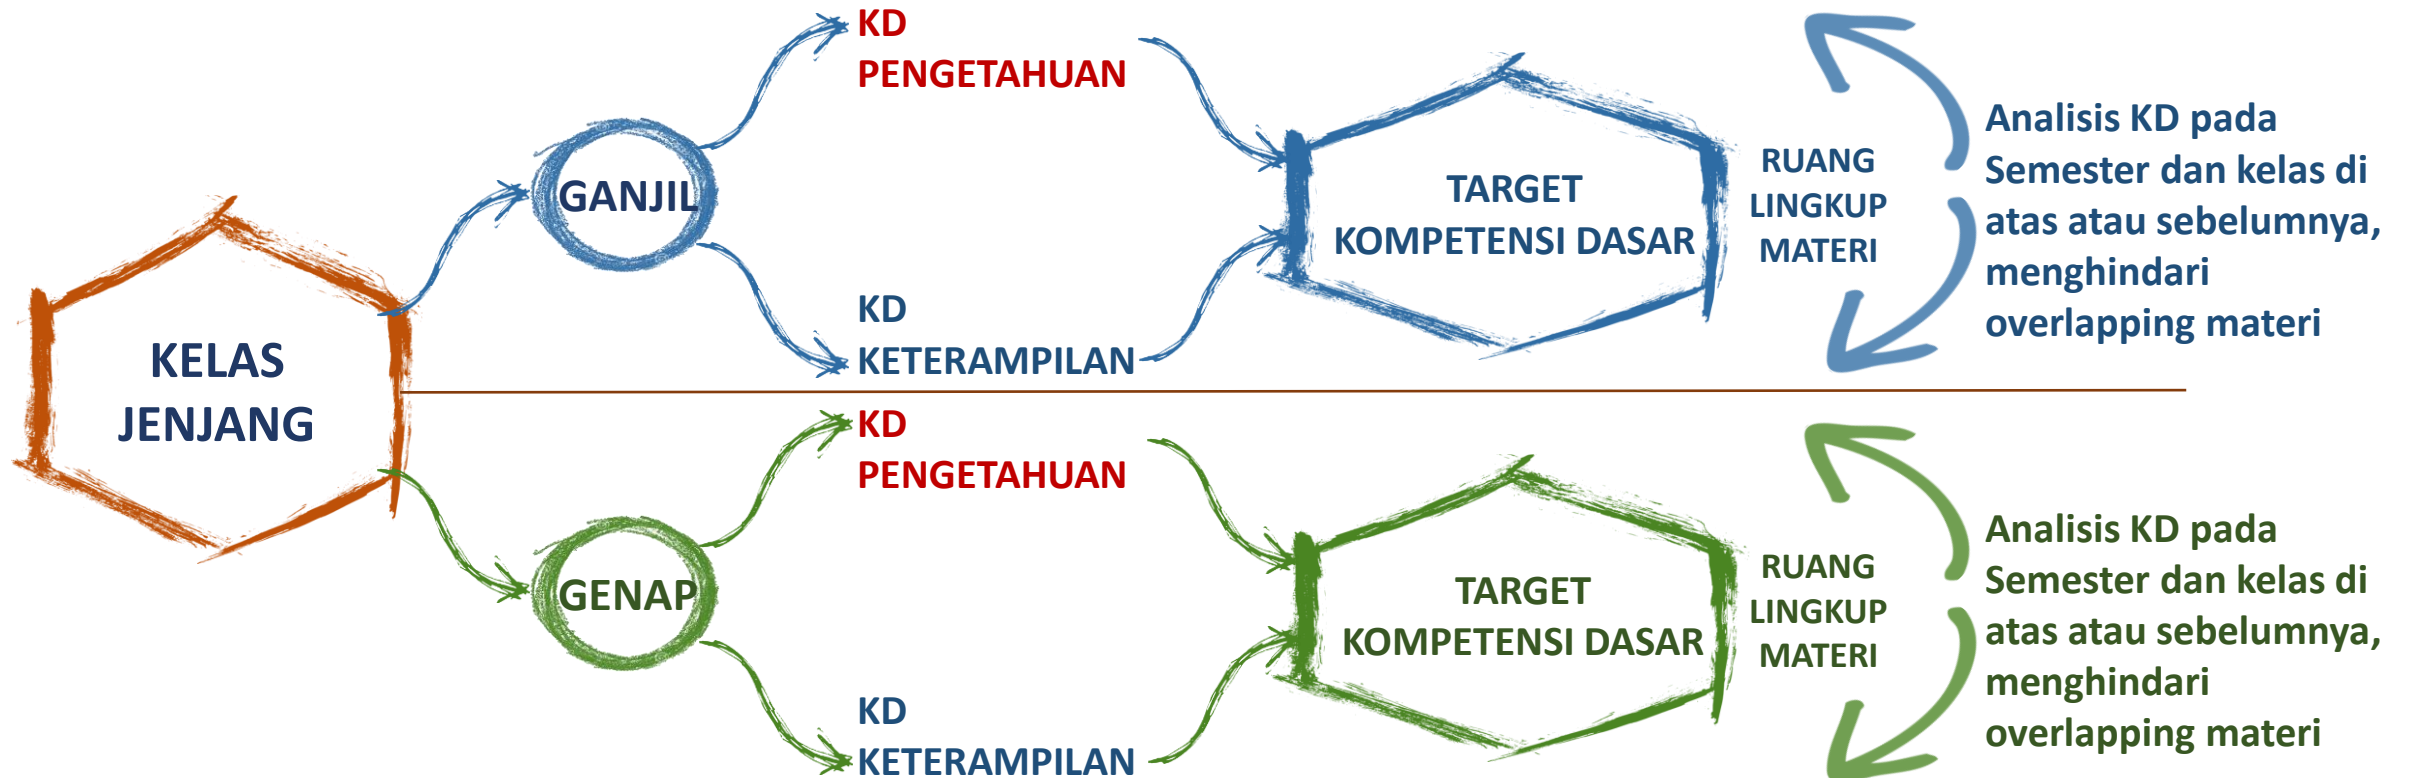 KELAS
JENJANG
GANJIL
KD
PENGETAHUAN
KD
KETERAMPILAN
TARGET
KOMPETENSI DASAR
RUANG
LINGKUP
MATERI
Analisis KD pada
Semester dan kelas di
atas atau sebelumnya,
menghindari
overlapping materi
GENAP
KD
PENGETAHUAN
KD
KETERAMPILAN
TARGET
KOMPETENSI DASAR
RUANG
LINGKUP
MATERI
Analisis KD pada
Semester dan kelas di
atas atau sebelumnya,
menghindari
overlapping materi